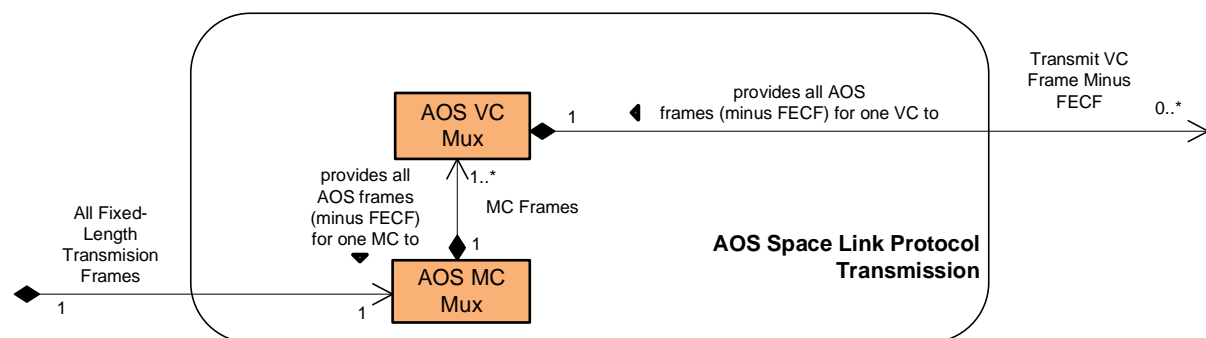 Transmit VC
Frame Minus
FECF
0..*
provides all AOS
frames (minus FECF) for one VC to
1
AOS VC
Mux
1..*
provides all
AOS frames
(minus FECF)
for one MC to
MC Frames
1
All Fixed-
Length
Transmision
Frames
1
1
AOS MC
Mux
AOS Space Link Protocol
Transmission